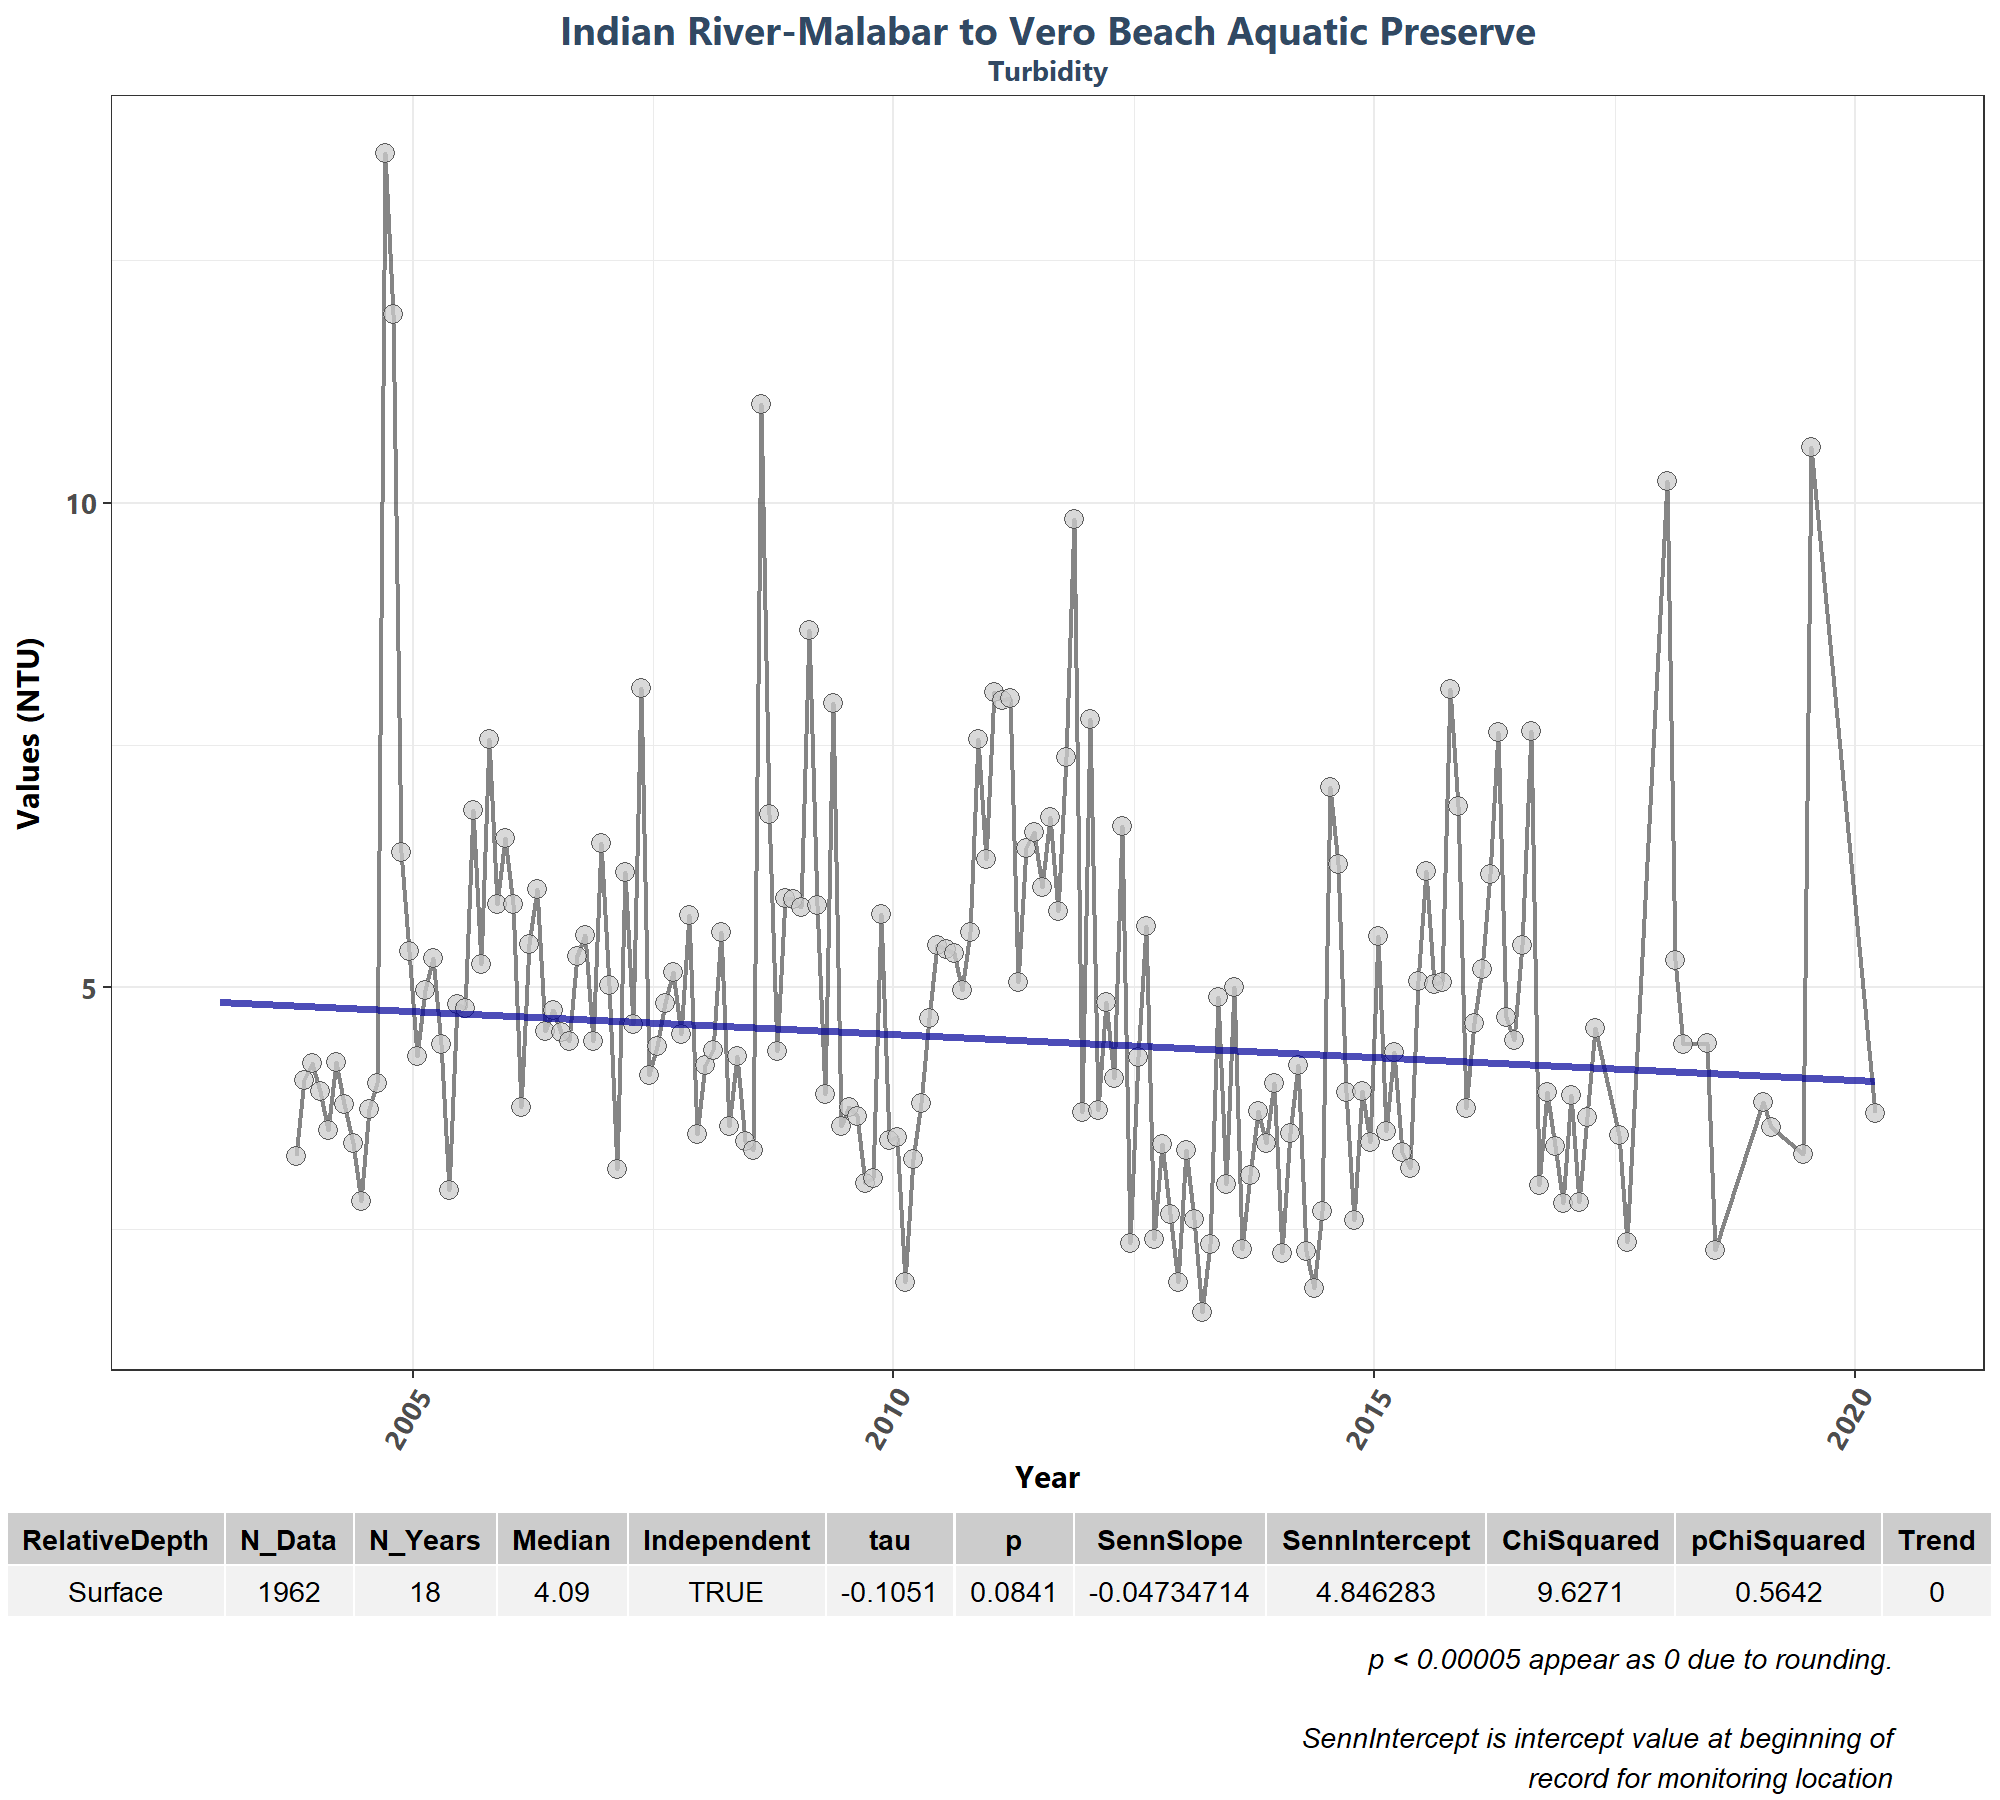 Indian River-Malabar to Vero Beach Aquatic Preserve
Turbidity
Values (NTU)
10
5
2005 2010 2015 2020
Year
RelativeDepth N_Data N_Years Median Independent tau p SennSlope SennIntercept ChiSquared pChiSquared Trend
Surface 1962 18 4.09 TRUE -0.1051 0.0841 -0.04734714 4.846283 9.6271 0.5642 0
p < 0.00005 appear as 0 due to rounding.
SennIntercept is intercept value at beginning of
record for monitoring location